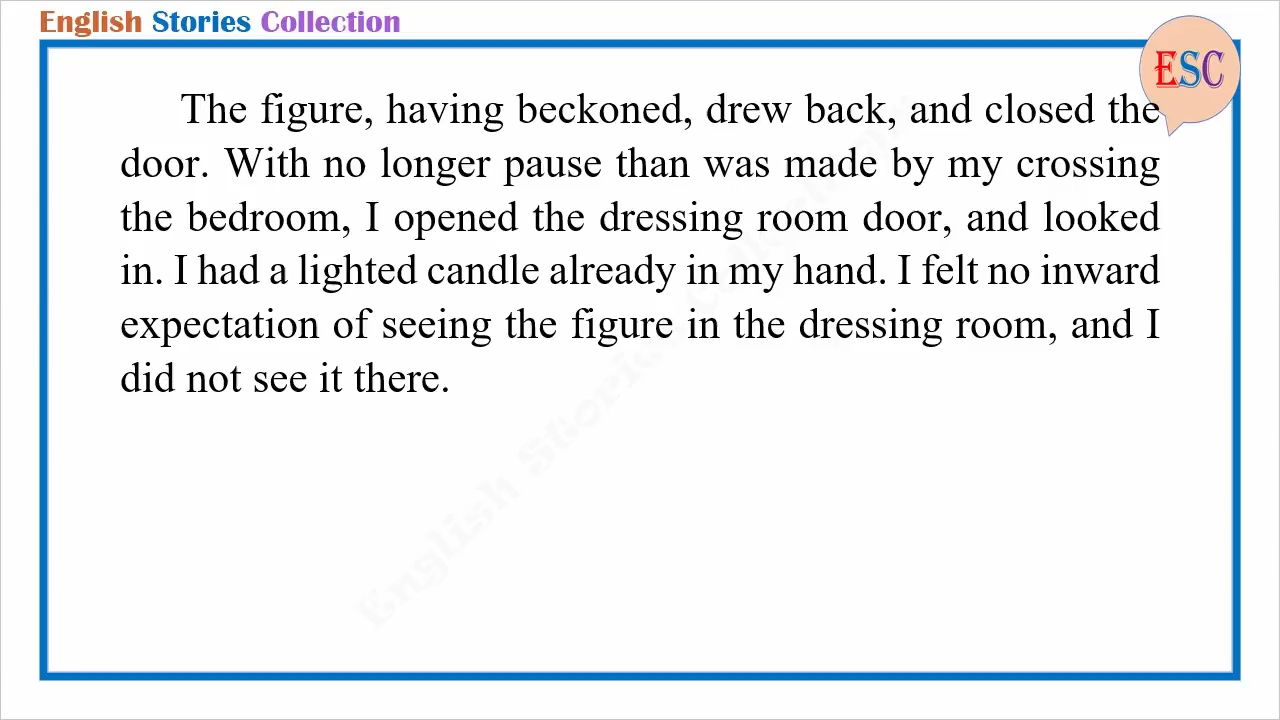 English Stories Collection
ESC
The figure, having beckoned, drew back, and closed the
door. With no longer pause than was made by my crossing
the bedroom, I opened the dressing room door, and looked
in. I had a lighted candle already in my hand. I felt no inward
expectation of seeing the figure in the dressing room, and I
did not see it there.
English Stories Collection